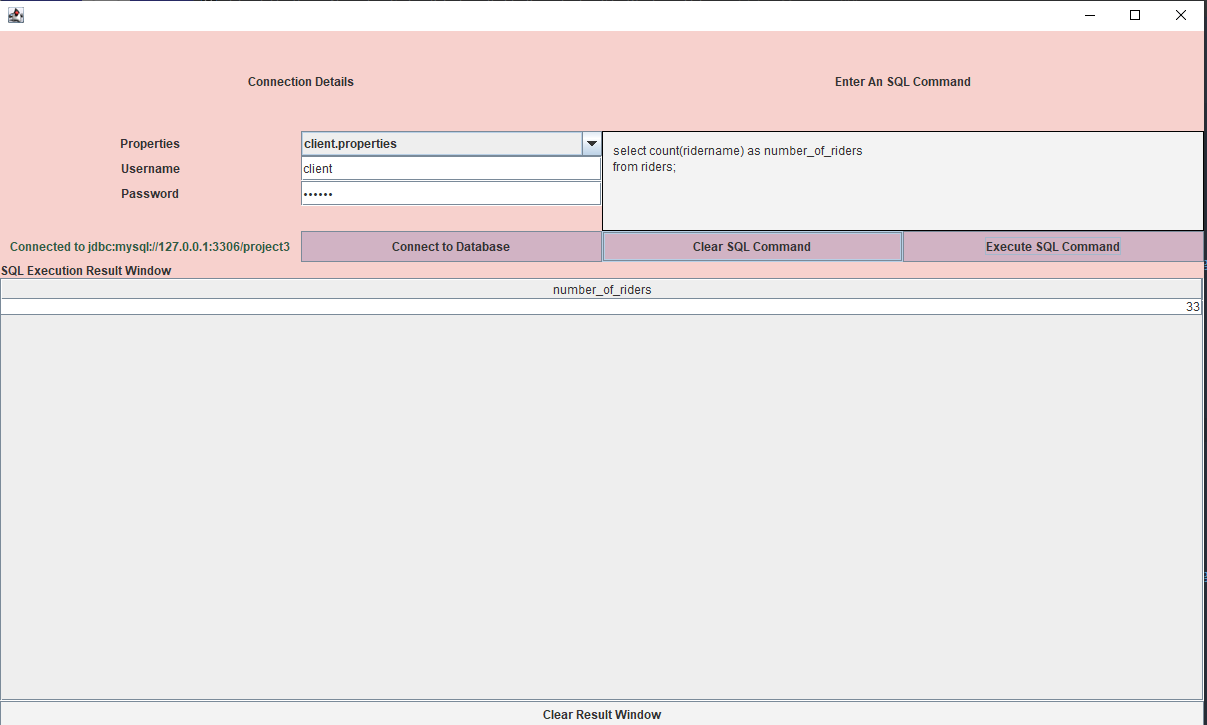 Connection Details
Enter An SQL Command
Properties
client.properties
Username
client
Password
••••••
select count(ridername) as number_of_riders
from riders;
Connected to jdbc:mysql://127.0.0.1:3306/project3
Connect to Database
Clear SQL Command
Execute SQL Command
SQL Execution Result Window
number_of_riders
33
Clear Result Window